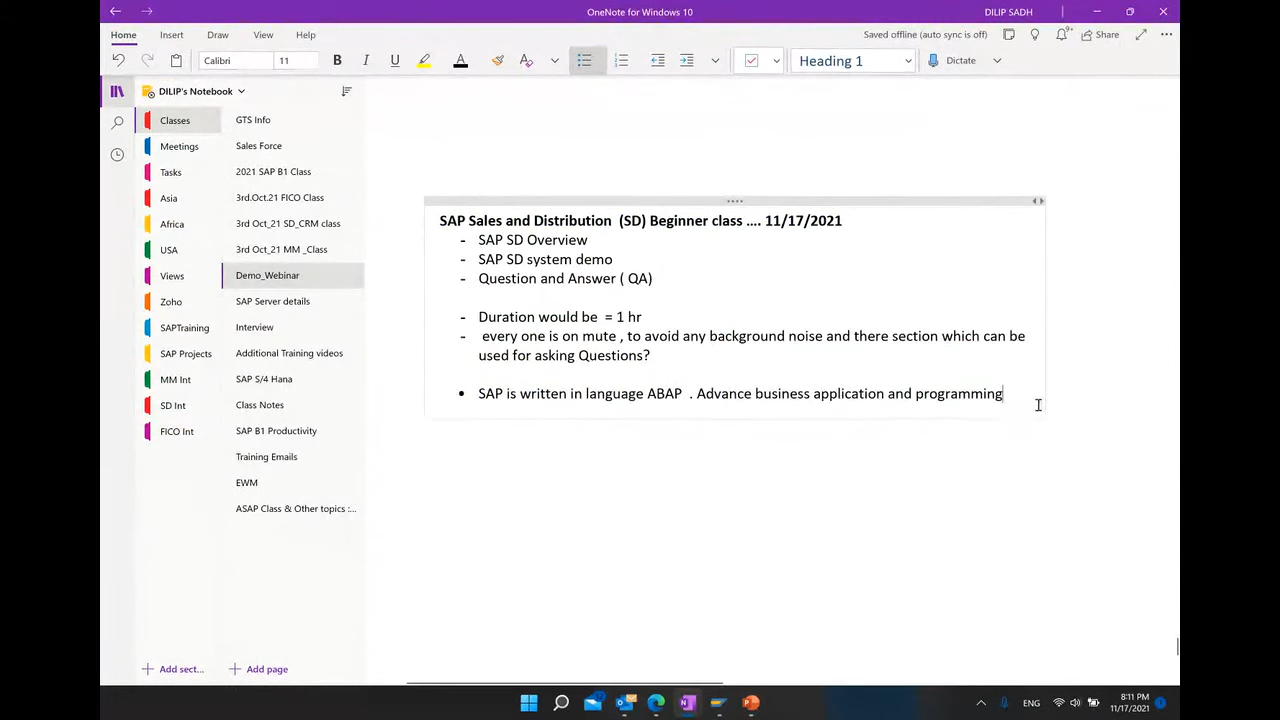 OneNote for Windows 10
DILIP SADH
Home
Insert
Draw
View
Help
Saved offline (auto sync is off)
Share
Calibri
11
B
I
U
A
Heading 1
Dictate
DILIP's Notebook
Classes
Meetings
Tasks
Asia
Africa
USA
Views
Zoho
SAPTraining
SAP Projects
MM Int
SD Int
FICO Int
Add sect...
GTS Info
Sales Force
2021 SAP B1 Class
3rd.Oct.21 FICO Class
3rd Oct_21 SD_CRM class
3rd Oct_21 MM _Class
Demo_Webinar
SAP Server details
Interview
Additional Training videos
SAP S/4 Hana
Class Notes
SAP B1 Productivity
Training Emails
EWM
ASAP Class & Other topics :...
Add page
SAP Sales and Distribution (SD) Beginner class .... 11/17/2021
- SAP SD Overview
- SAP SD system demo
- Question and Answer ( QA)
- Duration would be = 1 hr
- every one is on mute , to avoid any background noise and there section which can be
used for asking Questions?
• SAP is written in language ABAP . Advance business application and programming
ENG
8:11 PM
11/17/2021